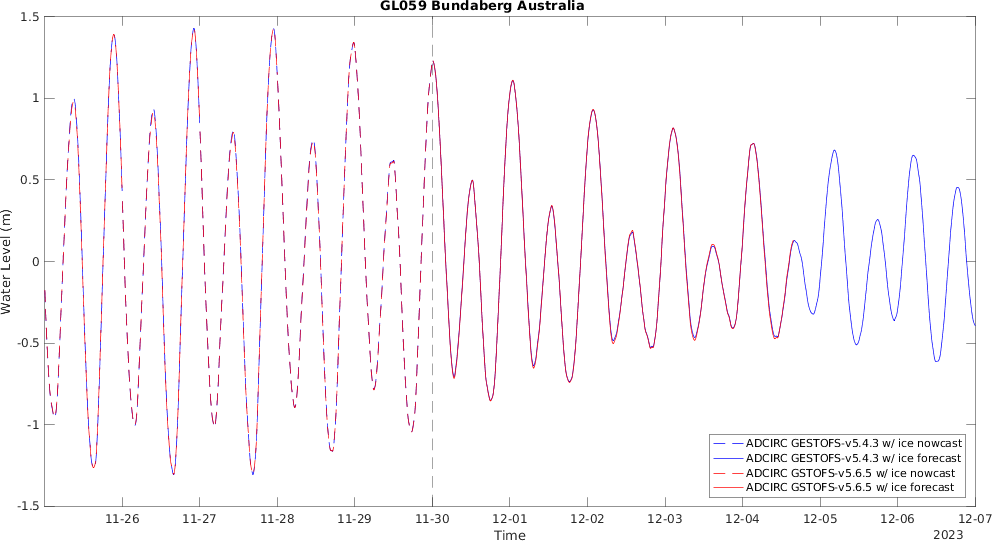 GL059 Bundaberg Australia
1.5
1
0.5
0
-0.5
-1
-1.5
Water Level (m)
11-26 11-27 11-28 11-29 11-30 12-01 12-02 12-03 12-04 12-05 12-06 12-07
Time
2023
ADCIRC GESTOFS-v5.4.3 w/ ice nowcast
ADCIRC GESTOFS-v5.4.3 w/ ice forecast
ADCIRC GSTOFS-v5.6.5 w/ ice nowcast
ADCIRC GSTOFS-v5.6.5 w/ ice forecast